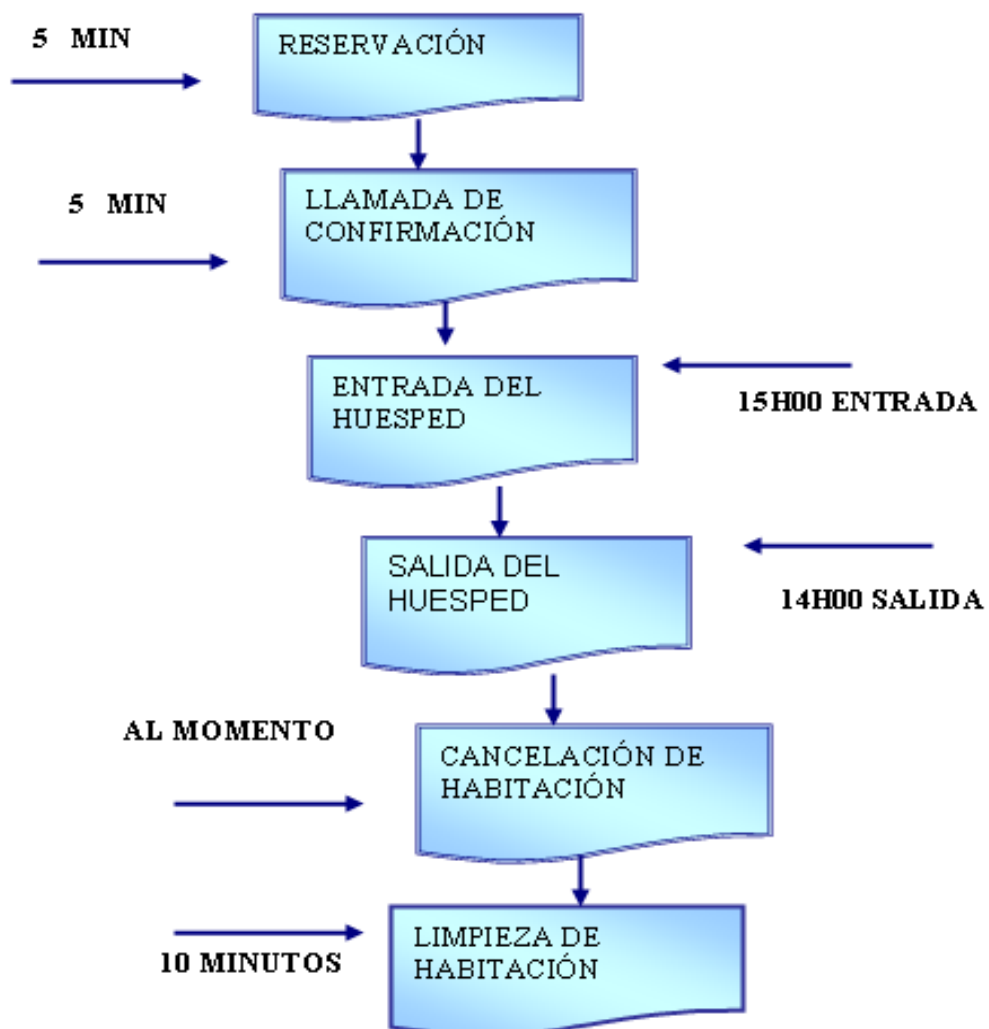 5 MIN
RESERVACIÓN
5 MIN
LLAMADA DE
CONFIRMACIÓN
ENTRADA DEL
HUESPED
15H00 ENTRADA
SALIDA DEL
HUESPED
14H00 SALIDA
AL MOMENTO
CANCELACIÓN DE
HABITACIÓN
10 MINUTOS
LIMPIEZA DE
HABITACIÓN